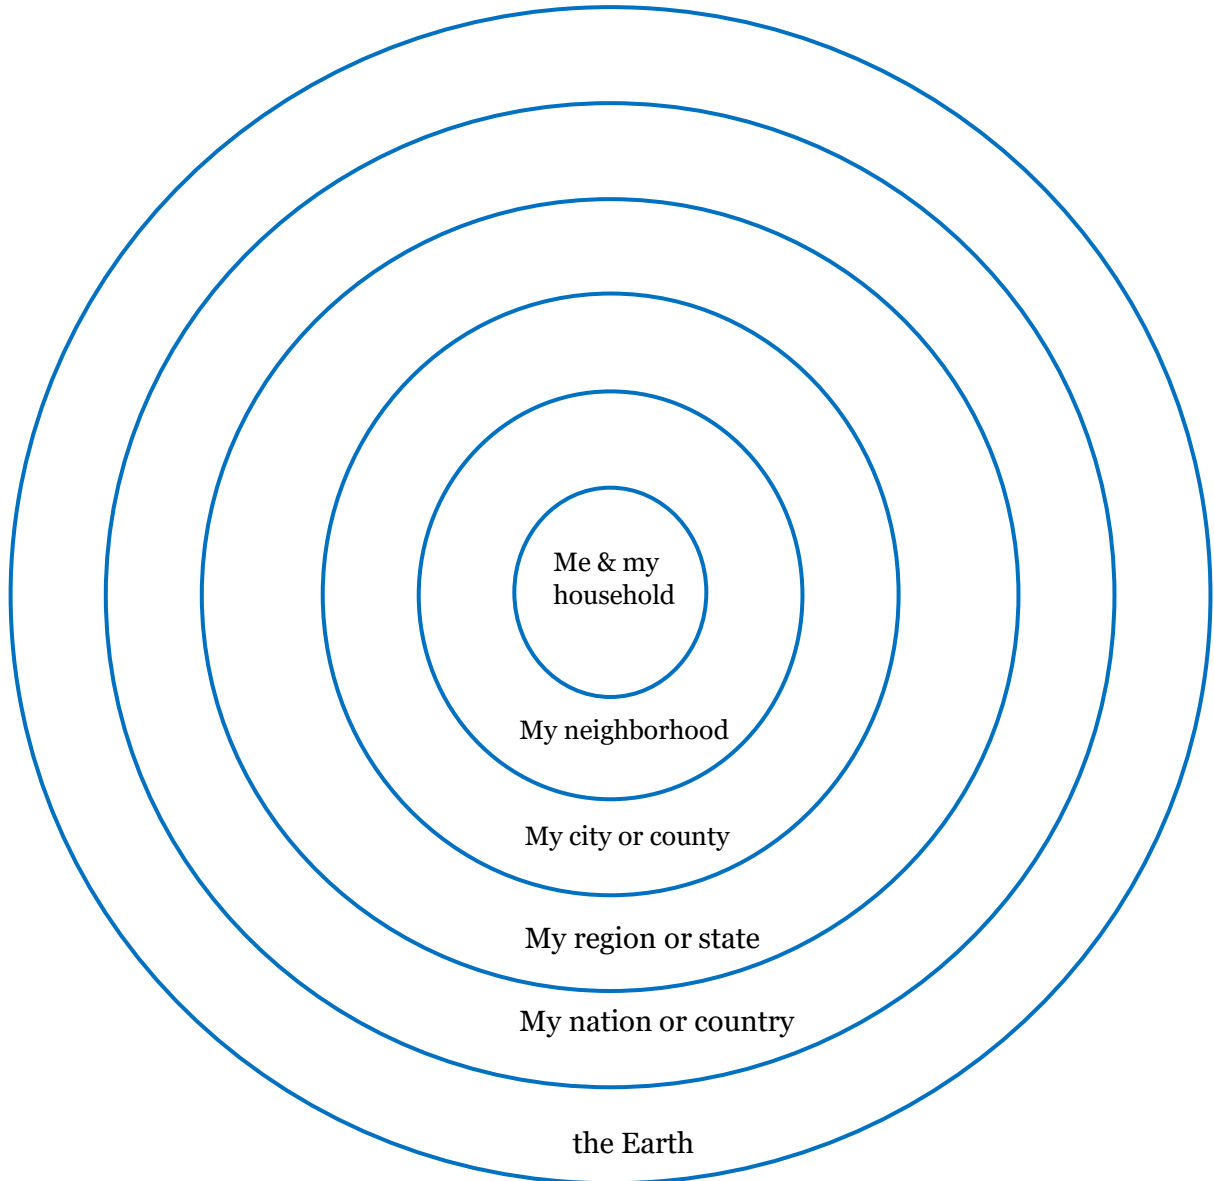 Me & my
household
My neighborhood
My city or county
My region or state
My nation or country
the Earth